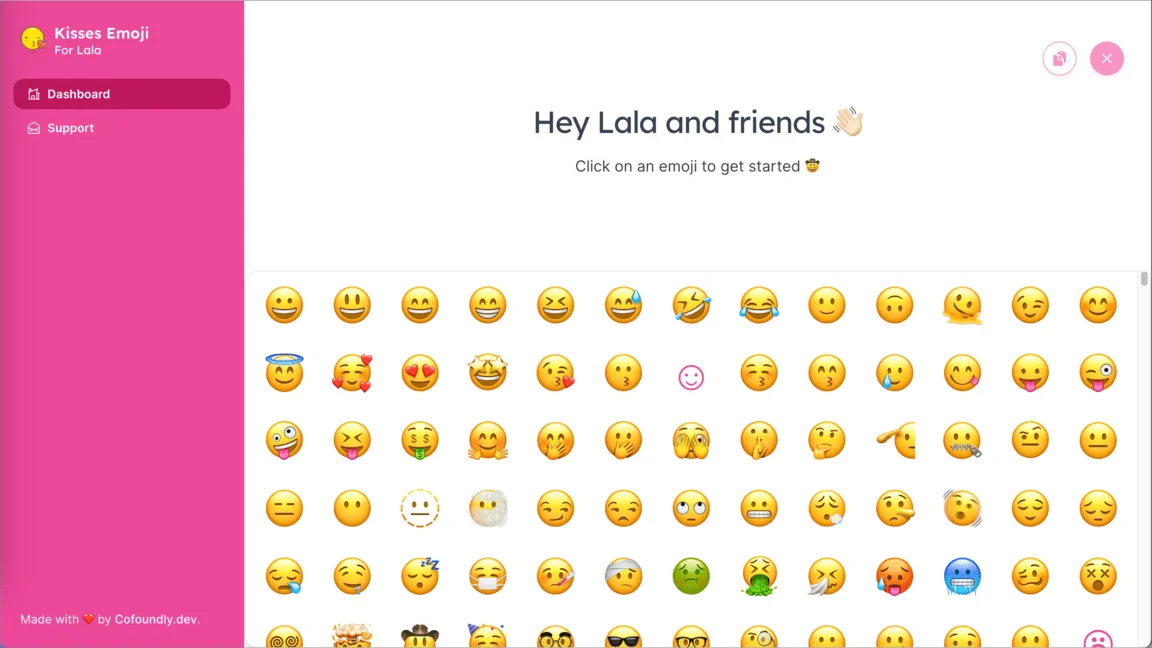 Kisses Emoji
For Lala
Dashboard
Support
Hey Lala and friends 👋🏻
Click on an emoji to get started 🤠
Made with ❤️ by Cofoundly.dev.